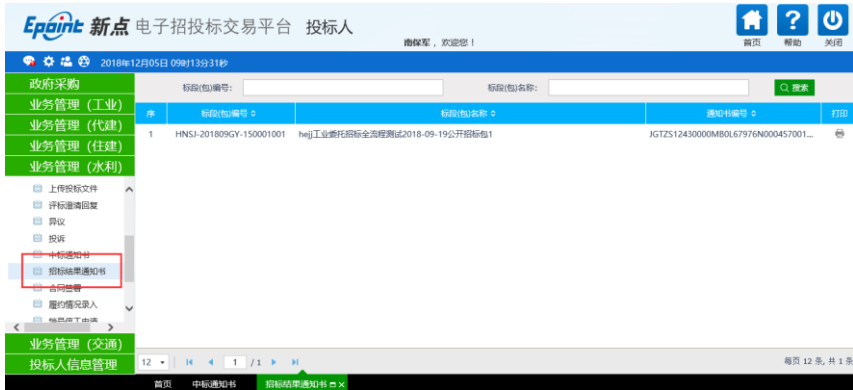 Epoint 新点 电子招投标交易平台 投标人
南保军，欢迎您！
首页 帮助 关闭
2018年12月05日 09时13分31秒
政府采购
业务管理（工业）
业务管理（代建）
业务管理（住建）
业务管理（水利）
上传投标文件
评标澄清回复
异议
投诉
中标通知书
招标结果通知书
合同签署
履约情况录入
业务管理（交通）
投标人信息管理
标段(包)编号： 标段(包)名称： 搜索
序 标段(包)编号 标段(包)名称 通知书编号 打印
1 HNSJ-201809GY-150001001 hejj工业委托招标全流程测试2018-09-19公开招标包1 JGTZS12430000MB0L67976N000457001...
12 1 / 1 每页 12 条, 共 1 条
首页 中标通知书 招标结果通知书